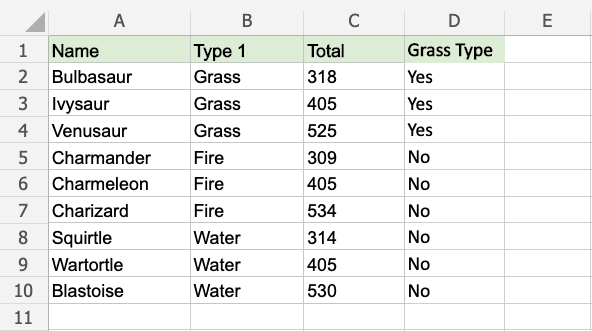 A B C D E
1 Name Type 1 Total Grass Type
2 Bulbasaur Grass 318 Yes
3 Ivysaur Grass 405 Yes
4 Venusaur Grass 525 Yes
5 Charmander Fire 309 No
6 Charmeleon Fire 405 No
7 Charizard Fire 534 No
8 Squirtle Water 314 No
9 Wartortle Water 405 No
10 Blastoise Water 530 No
11